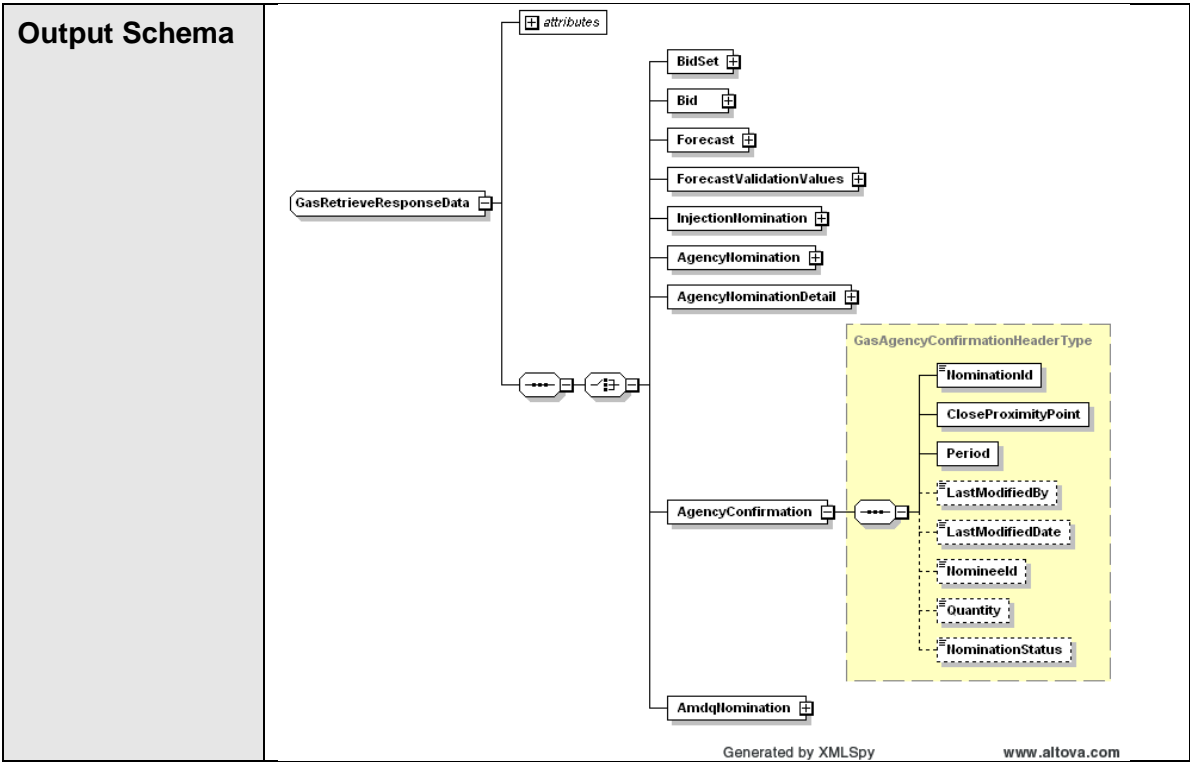 Output Schema
attributes
BidSet
Bid
Forecast
ForecastValidationValues
GasRetrieveResponseData
InjectionNomination
AgencyNomination
AgencyNominationDetail
GasAgencyConfirmationHeaderType
NominationId
CloseProximityPoint
Period
LastModifiedBy
AgencyConfirmation
LastModifiedDate
NomineeId
Quantity
NominationStatus
AmdqNomination
Generated by XMLSpy www.altova.com